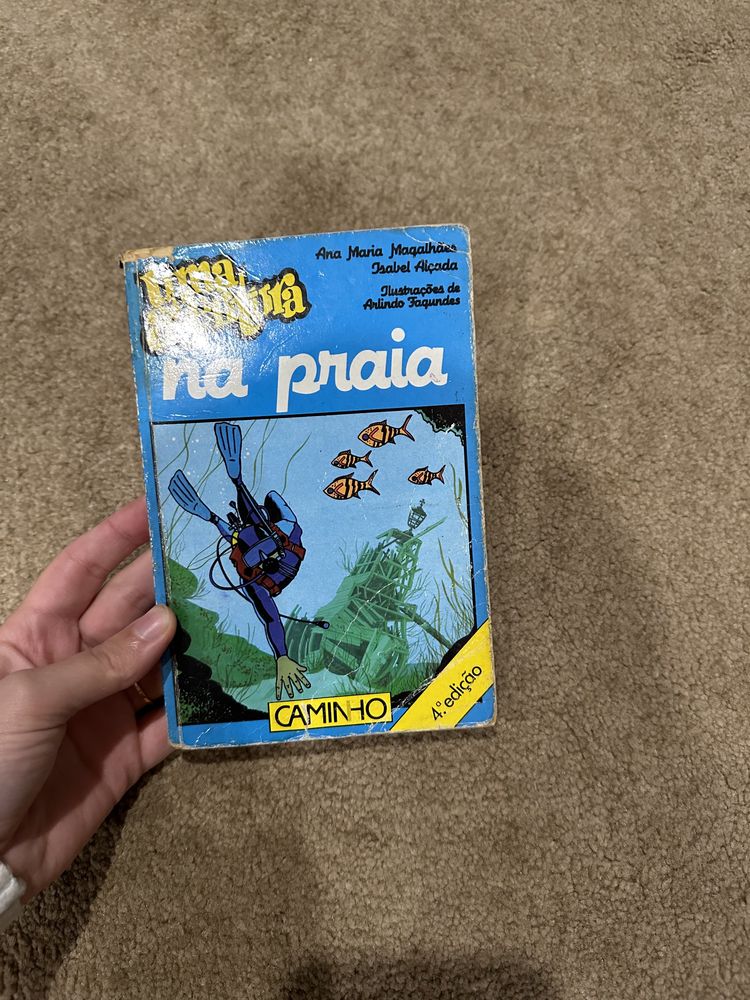 Ana Maria Magalhães
Isabel Alçada
Ilustrações de
Arlindo Fagundes
uma
aventura
na praia
CAMINHO
4.ª edição